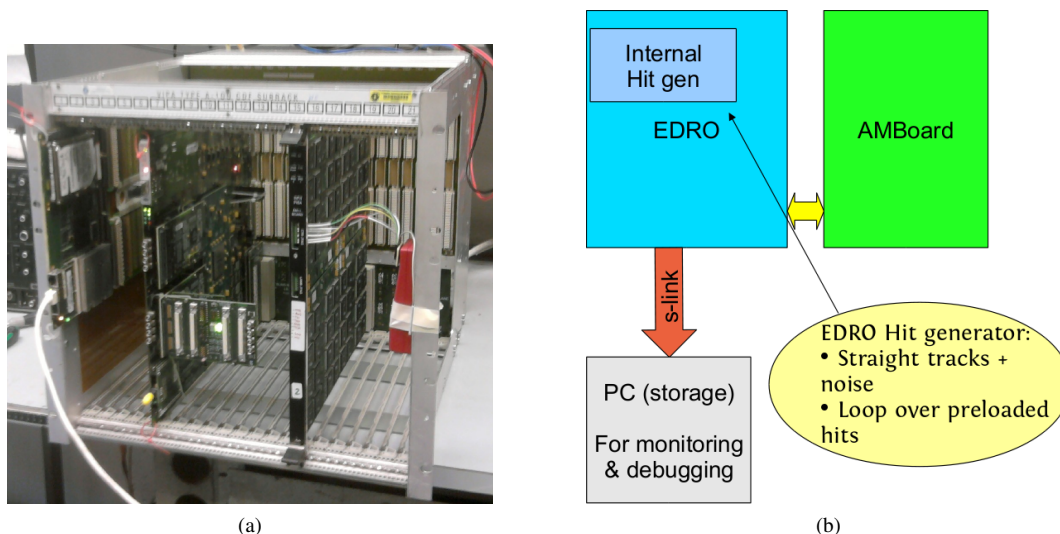 Internal
Hit gen
EDRO
AMBoard
s-link
EDRO Hit generator:
• Straight tracks +
noise
• Loop over preloaded
hits
PC (storage)
For monitoring
& debugging
2
(a)
(b)